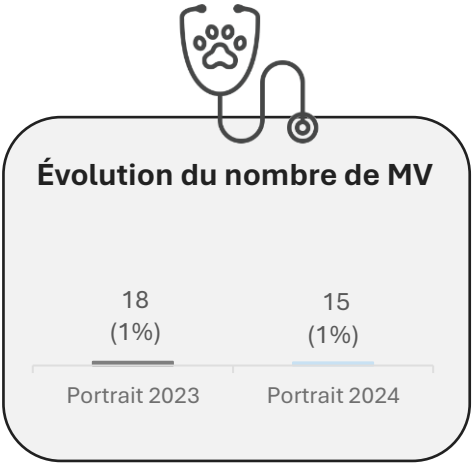 Évolution du nombre de MV
18
(1%)
15
(1%)
Portrait 2023
Portrait 2024